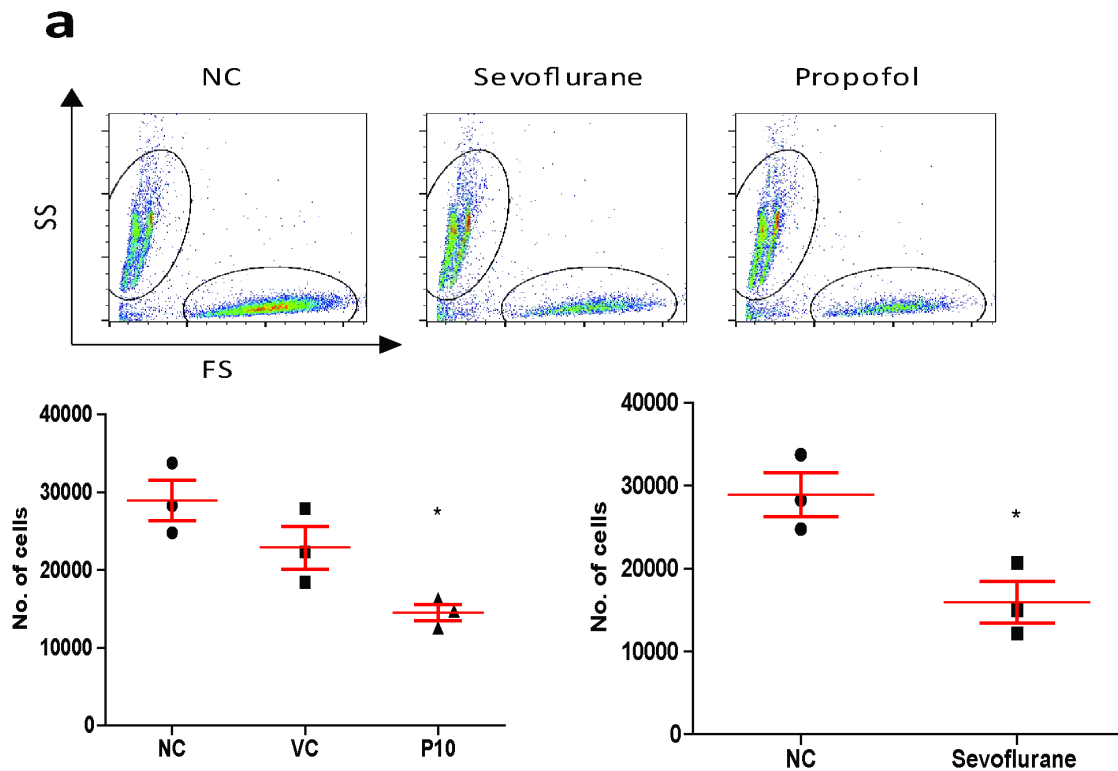 a
NC Sevoflurane Propofol
SS
FS
40000
30000
20000
10000
0
No. of cells
*
NC VC P10
40000
30000
20000
10000
0
No. of cells
*
NC Sevoflurane